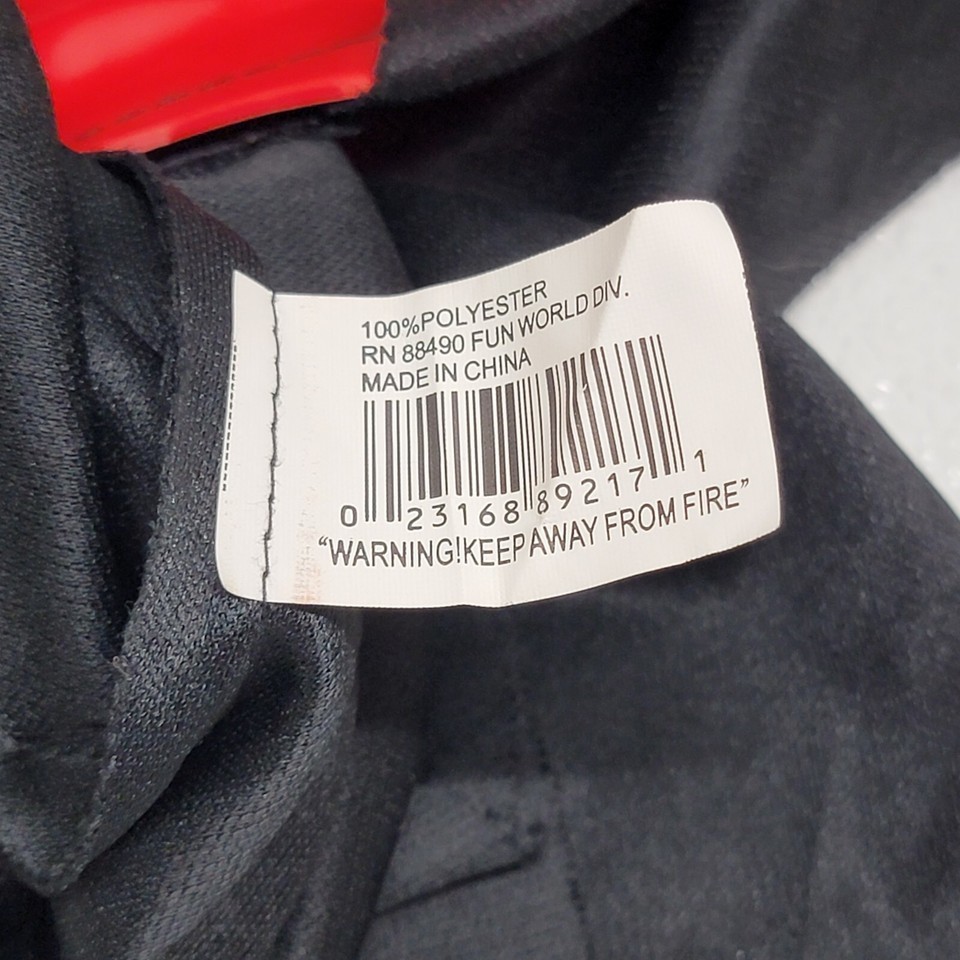 100%POLYESTER
RN 88490 FUN WORLD DIV.
MADE IN CHINA
0 23168 89217 1
“WARNING!KEEP AWAY FROM FIRE”